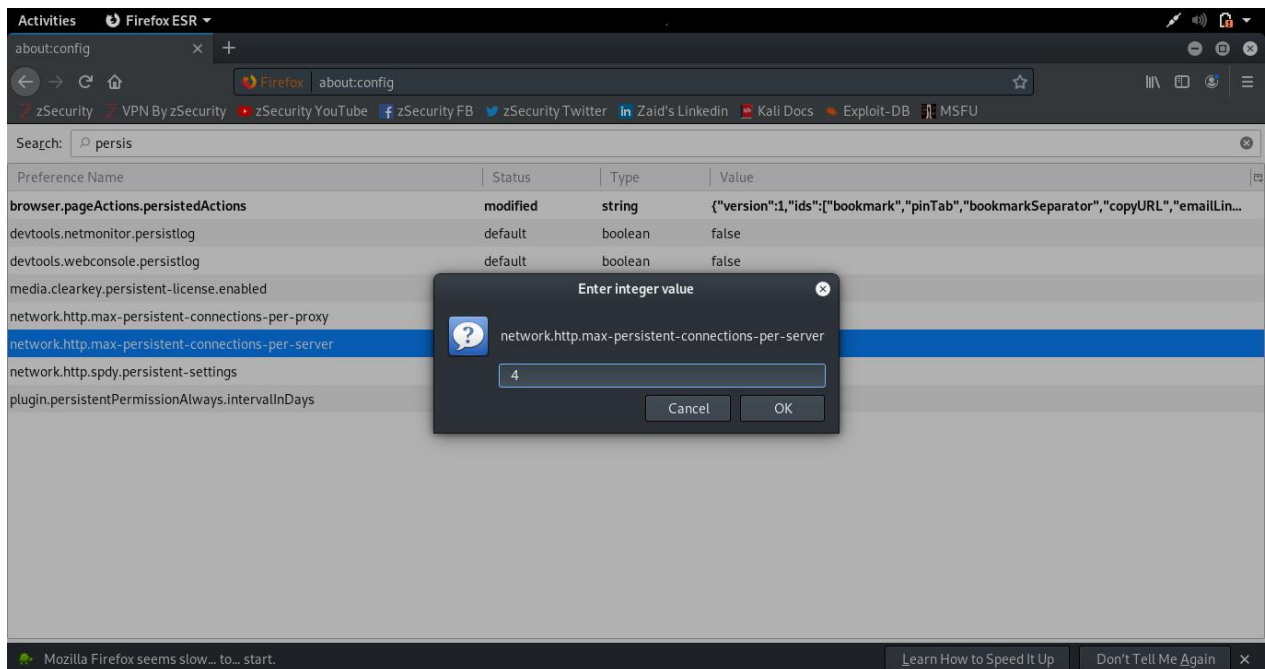 Activities Firefox ESR
about:config
Firefox about:config
zSecurity VPN By zSecurity zSecurity YouTube zSecurity FB zSecurity Twitter Zaid's Linkedin Kali Docs Exploit-DB MSFU
Search: persis
Preference Name Status Type Value
browser.pageActions.persistedActions modified string {"version":1,"ids":["bookmark","pinTab","bookmarkSeparator","copyURL","emailLin...
devtools.netmonitor.persistlog default boolean false
devtools.webconsole.persistlog default boolean false
media.clearkey.persistent-license.enabled
network.http.max-persistent-connections-per-proxy
network.http.max-persistent-connections-per-server
network.http.spdy.persistent-settings
plugin.persistentPermissionAlways.intervalInDays
Enter integer value
network.http.max-persistent-connections-per-server
4
Cancel OK
Mozilla Firefox seems slow... to... start. Learn How to Speed It Up Don't Tell Me Again